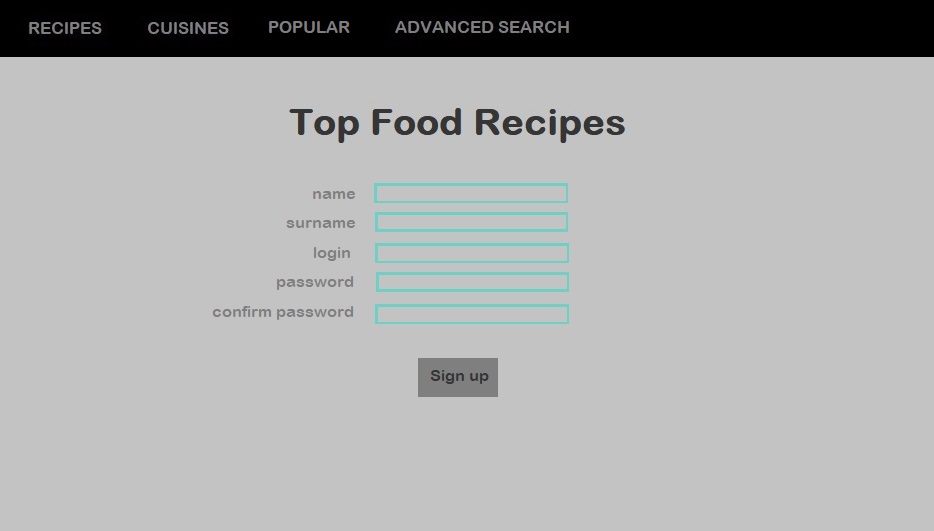 RECIPES CUISINES POPULAR ADVANCED SEARCH
Top Food Recipes
name
surname
login
password
confirm password
Sign up